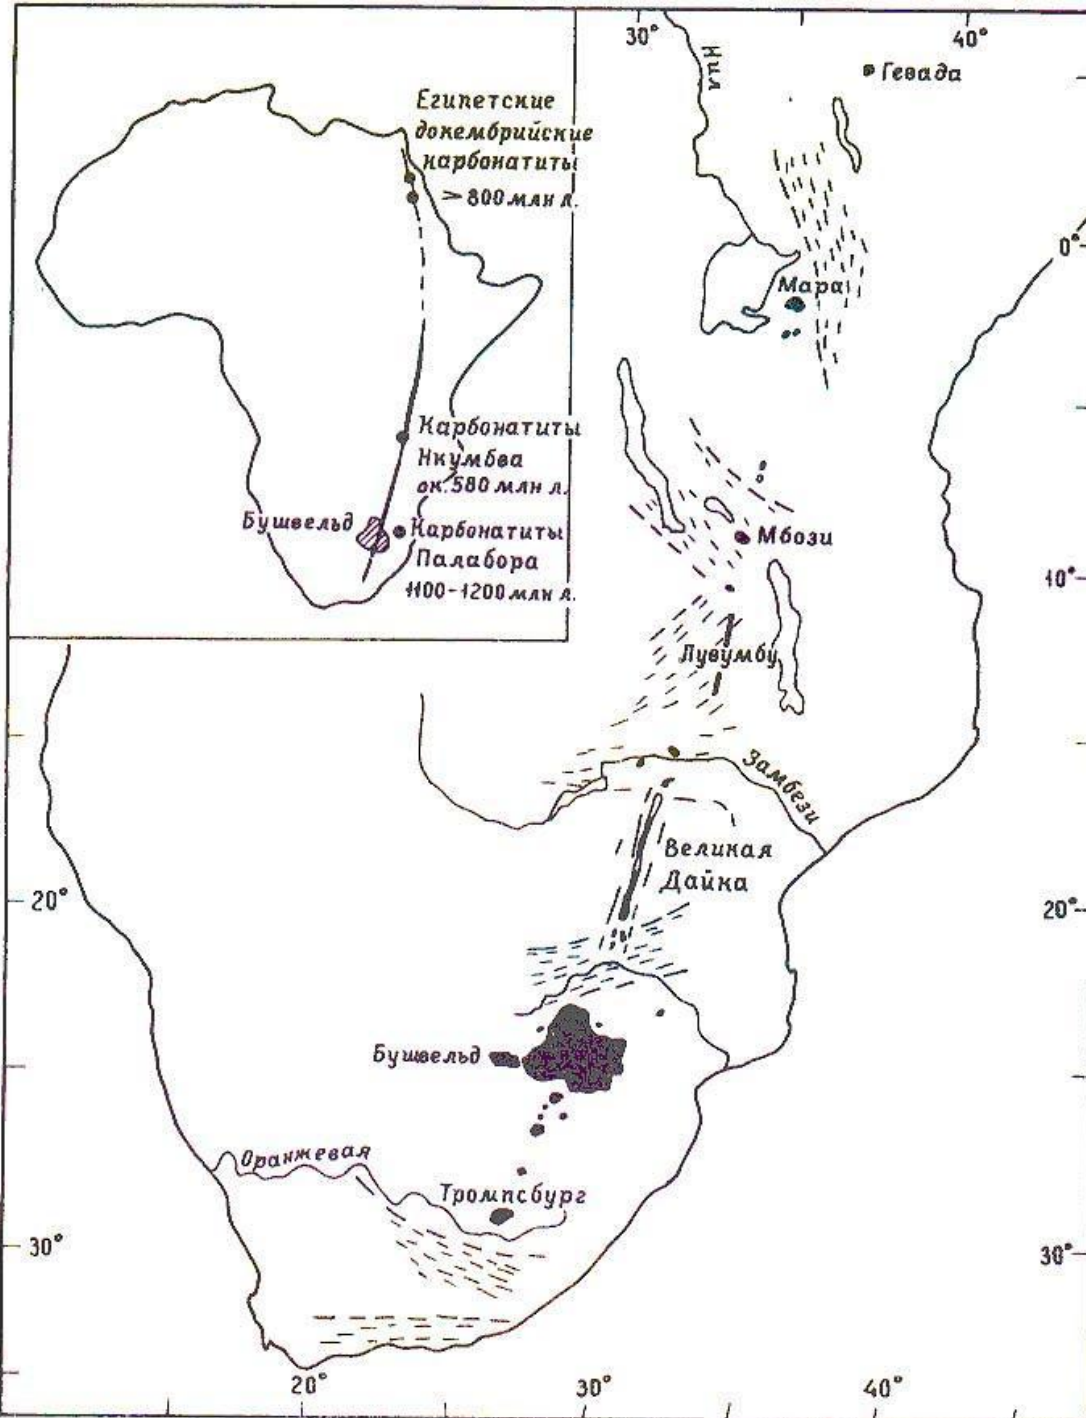 30°
40°
Нил
Гевада
Египетские
докембрийские
карбонатиты
>800 млн л.
0°
Мара
Карбонатиты
Нкумбва
ок. 580 млн л.
Бушвельд
Карбонатиты
Палабора
1100-1200 млн л.
Мбози
10°
Лувумбу
Замбези
Великая
Дайка
20°
20°
Бушвельд
Оранжевая
Тромпсбург
30°
30°
20°
30°
40°